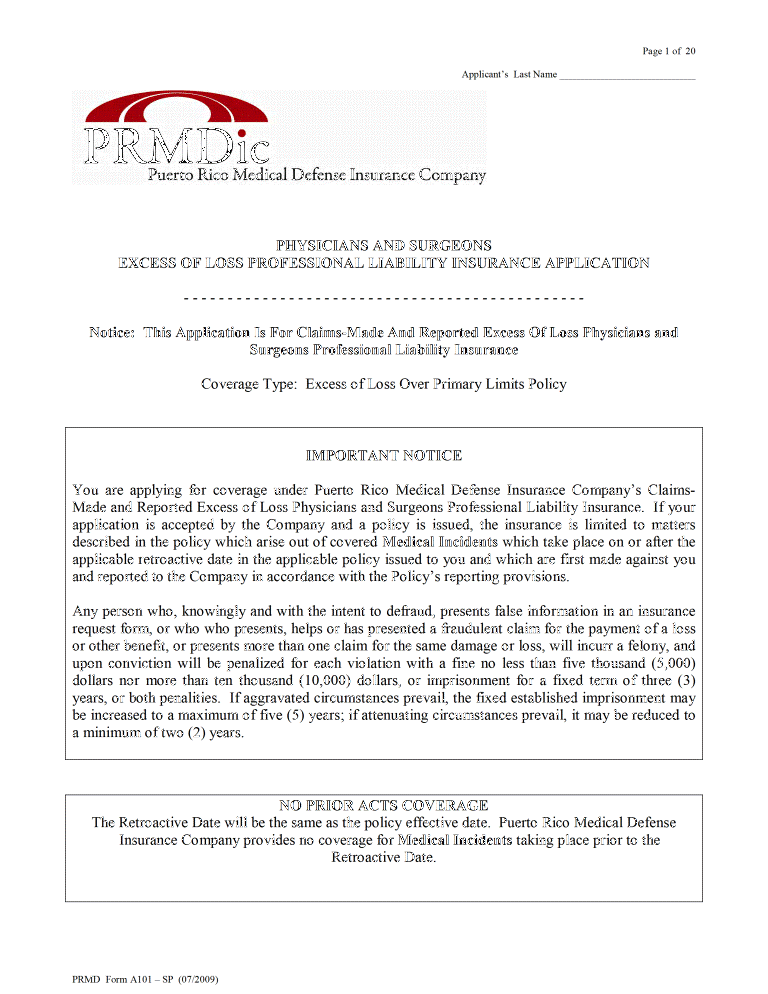 Page 1 of 20
Applicant's Last Name ___________________________
PRMDic
Puerto Rico Medical Defense Insurance Company
PHYSICIANS AND SURGEONS
EXCESS OF LOSS PROFESSIONAL LIABILITY INSURANCE APPLICATION
- - - - - - - - - - - - - - - - - - - - - - - - - - - - - - - - - - - - - - - - - - - - - -
Notice: This Application Is For Claims-Made And Reported Excess Of Loss Physicians and
Surgeons Professional Liability Insurance
Coverage Type: Excess of Loss Over Primary Limits Policy
IMPORTANT NOTICE
You are applying for coverage under Puerto Rico Medical Defense Insurance Company's Claims-
Made and Reported Excess of Loss Physicians and Surgeons Professional Liability Insurance. If your
application is accepted by the Company and a policy is issued, the insurance is limited to matters
described in the policy which arise out of covered Medical Incidents which take place on or after the
applicable retroactive date in the applicable policy issued to you and which are first made against you
and reported to the Company in accordance with the Policy's reporting provisions.
Any person who, knowingly and with the intent to defraud, presents false information in an insurance
request form, or who who presents, helps or has presented a fraudulent claim for the payment of a loss
or other benefit, or presents more than one claim for the same damage or loss, will incur a felony, and
upon conviction will be penalized for each violation with a fine no less than five thousand (5,000)
dollars nor more than ten thousand (10,000) dollars, or imprisonment for a fixed term of three (3)
years, or both penalities. If aggravated circumstances prevail, the fixed established imprisonment may
be increased to a maximum of five (5) years; if attenuating circumstances prevail, it may be reduced to
a minimum of two (2) years.
NO PRIOR ACTS COVERAGE
The Retroactive Date will be the same as the policy effective date. Puerto Rico Medical Defense
Insurance Company provides no coverage for Medical Incidents taking place prior to the
Retroactive Date.
PRMD Form A101 – SP (07/2009)